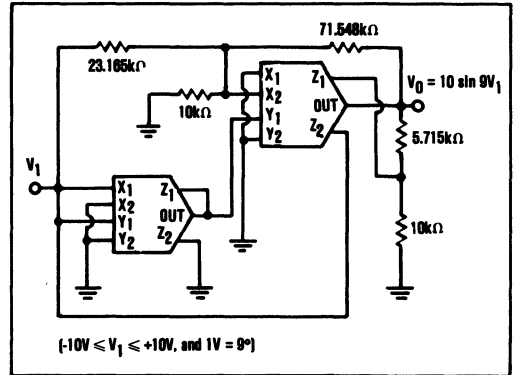 71.548kΩ
23.165kΩ
X1
X2
Y1
Y2
Z1
OUT
Z2
10kΩ
VO = 10 sin 9V1
5.715kΩ
V1
X1
X2
Y1
Y2
Z1
OUT
Z2
10kΩ
(-10V ≤ V1 ≤ +10V, and 1V = 9°)